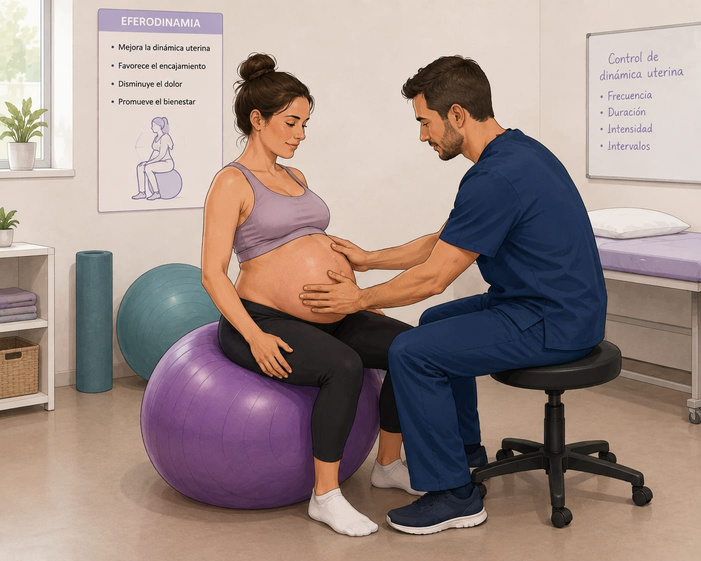 EFERODINAMIA
• Mejora la dinámica uterina
• Favorece el encajamiento
• Disminuye el dolor
• Promueve el bienestar
Control de
dinámica uterina
• Frecuencia
• Duración
• Intensidad
• Intervalos